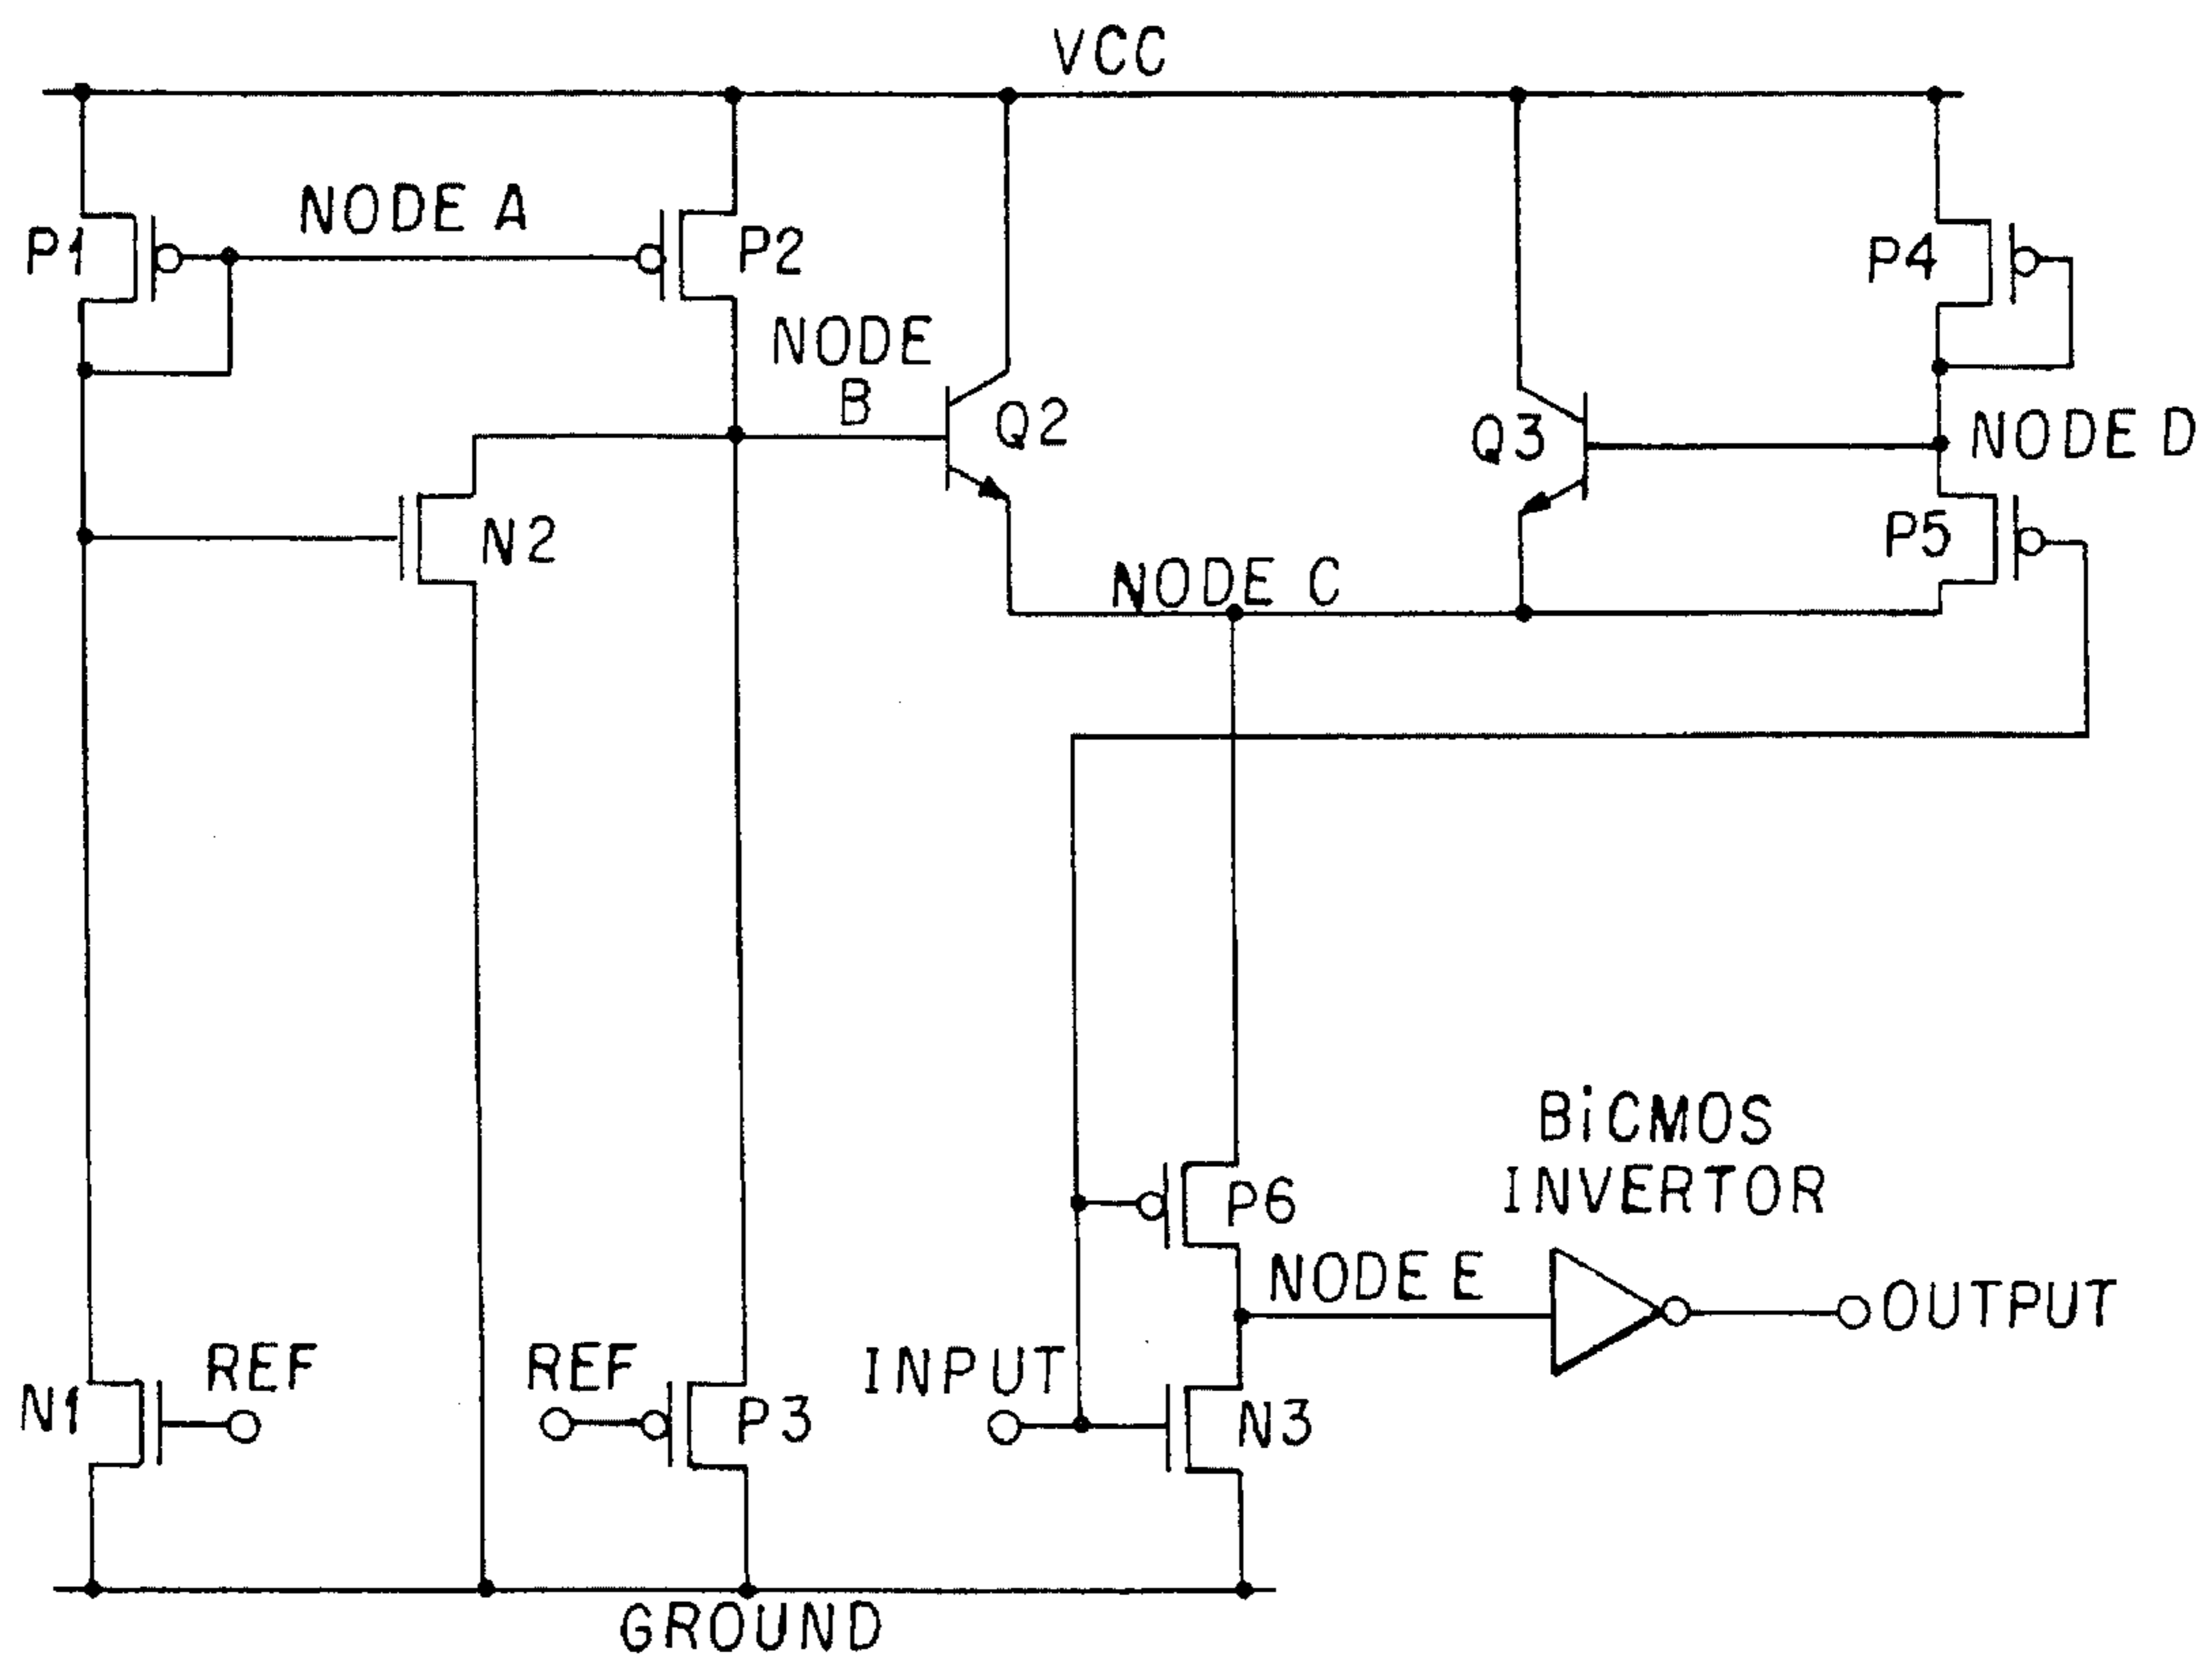 VCC
NODE A
P1
P2
P4
NODE
B
Q2
Q3
NODE D
N2
P5
NODE C
BiCMOS
INVERTOR
P6
NODE E
OUTPUT
REF
REF
INPUT
N1
P3
N3
GROUND